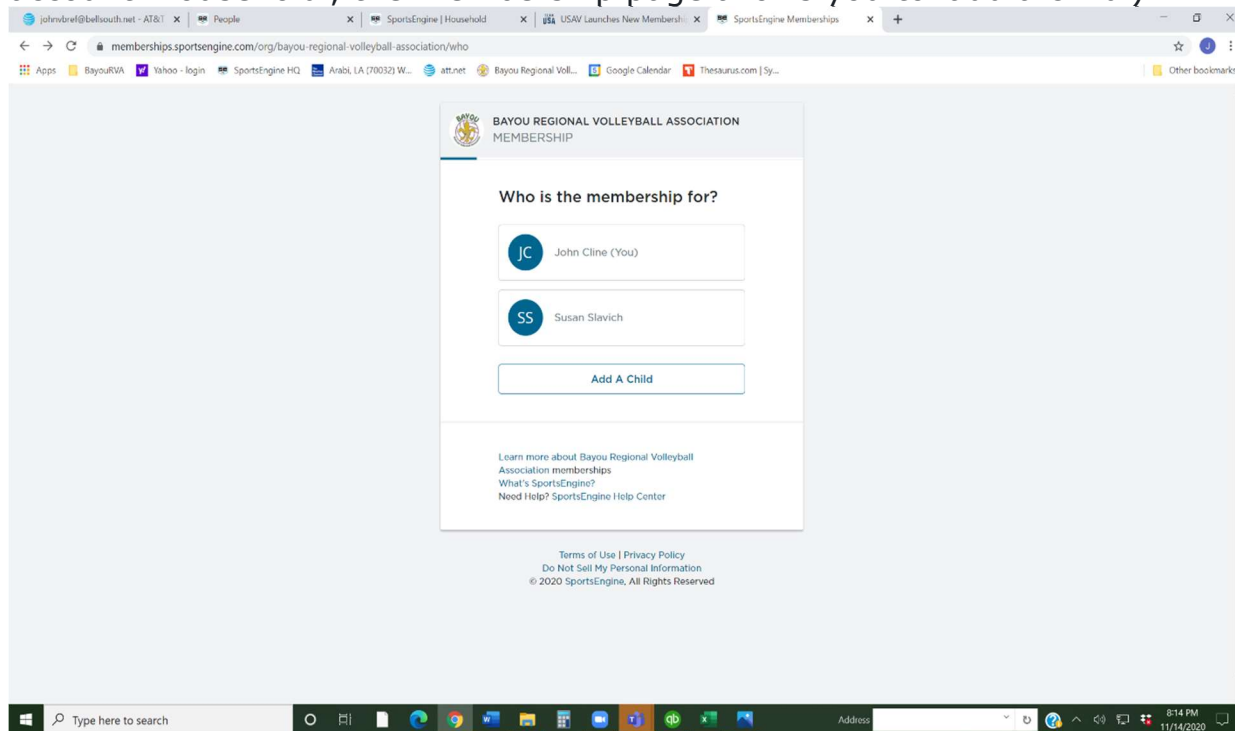 johnvbref@bellsouth.net - AT&T
People
SportsEngine | Household
USAV Launches New Membersh
SportsEngine Memberships
memberships.sportsengine.com/org/bayou-regional-volleyball-association/who
Apps
BayouRVA
Yahoo - login
SportsEngine HQ
Arabi, LA (70032) W...
att.net
Bayou Regional Voll...
Google Calendar
Thesaurus.com | Sy...
Other bookmarks
BAYOU REGIONAL VOLLEYBALL ASSOCIATION
MEMBERSHIP
Who is the membership for?
JC John Cline (You)
SS Susan Slavich
Add A Child
Learn more about Bayou Regional Volleyball
Association memberships
What's SportsEngine?
Need Help? SportsEngine Help Center
Terms of Use | Privacy Policy
Do Not Sell My Personal Information
© 2020 SportsEngine, All Rights Reserved
Type here to search
Address
8:14 PM
11/14/2020